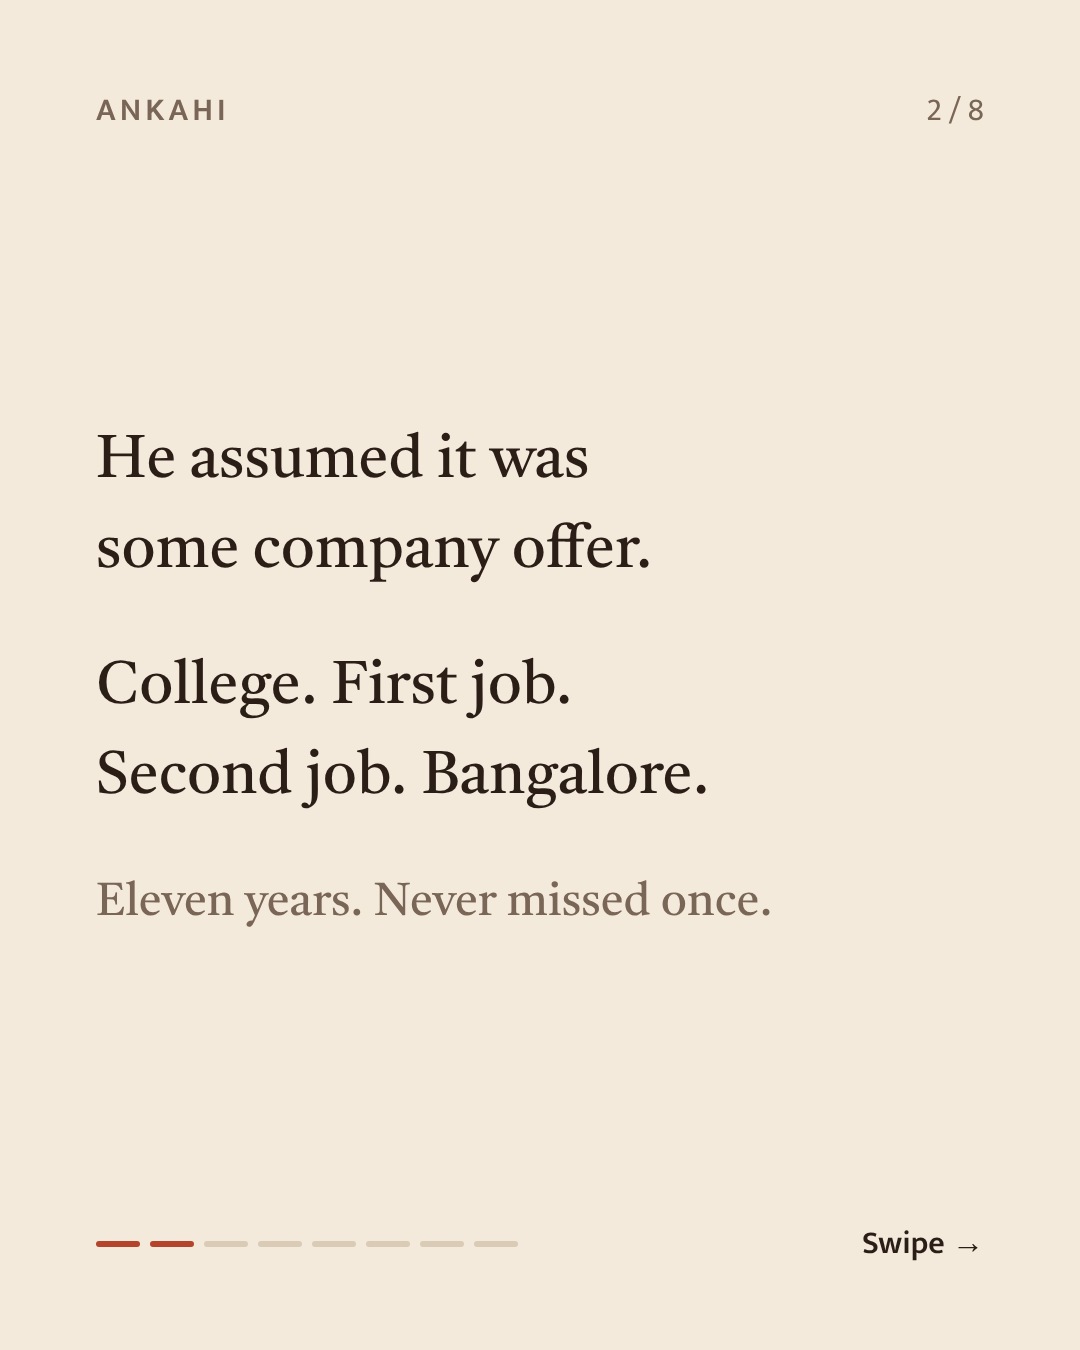 ANKAHI
2 / 8
He assumed it was
some company offer.
College. First job.
Second job. Bangalore.
Eleven years. Never missed once.
Swipe →